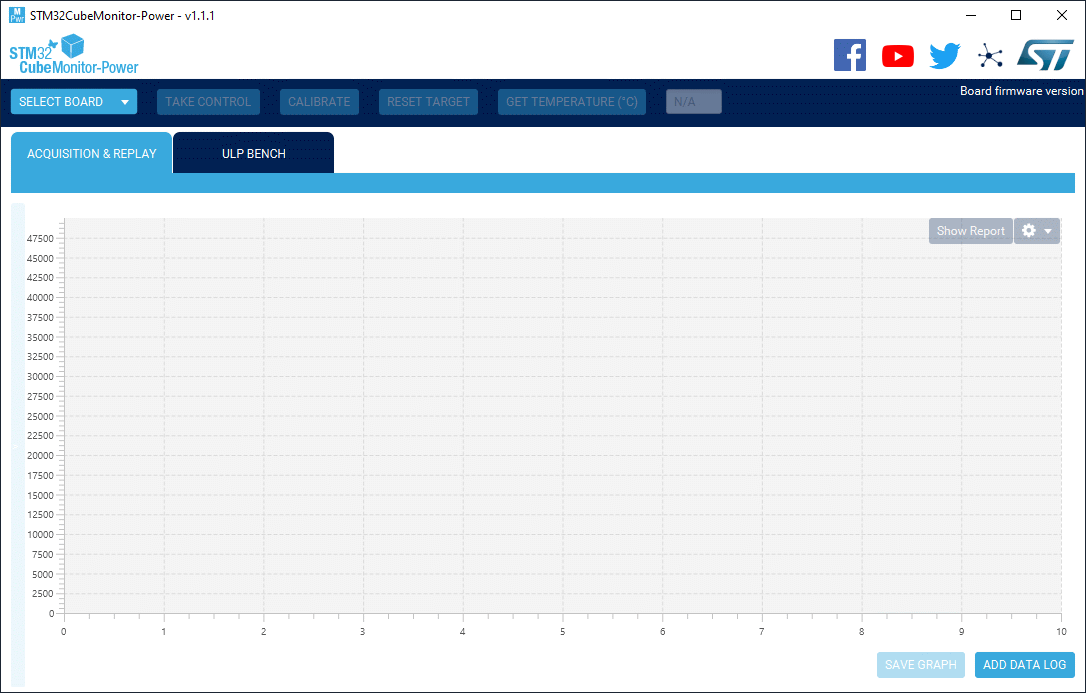 M
Pwr
STM32CubeMonitor-Power - v1.1.1
STM32
CubeMonitor-Power
SELECT BOARD
TAKE CONTROL
CALIBRATE
RESET TARGET
GET TEMPERATURE (°C)
N/A
Board firmware version
ACQUISITION & REPLAY
ULP BENCH
Show Report
47500
45000
42500
40000
37500
35000
32500
30000
27500
25000
22500
20000
17500
15000
12500
10000
7500
5000
2500
0
0 1 2 3 4 5 6 7 8 9 10
SAVE GRAPH
ADD DATA LOG